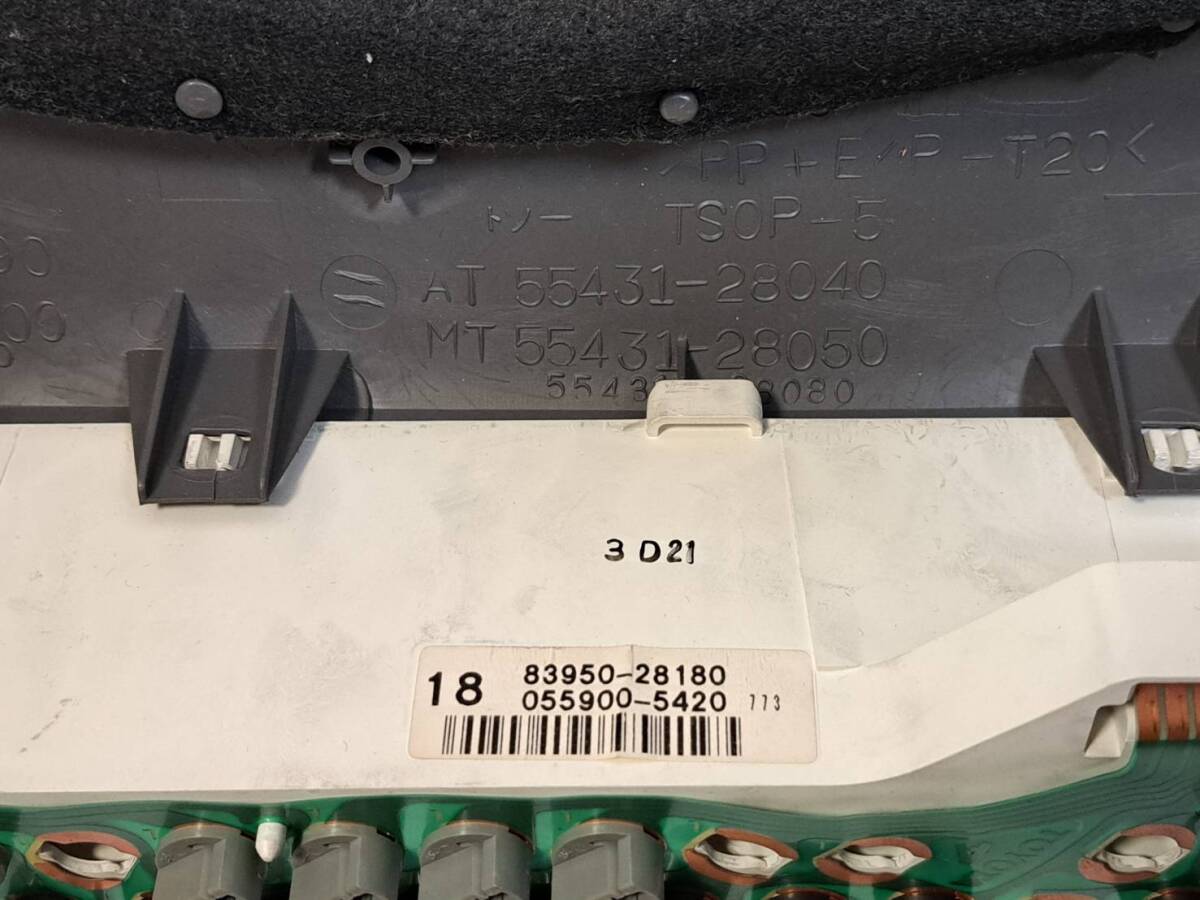 >PP+E/P-T20<
トノー TSOP-5
AT 55431-28040
MT 55431-28050
3 D21
18
83950-28180
055900-5420 773